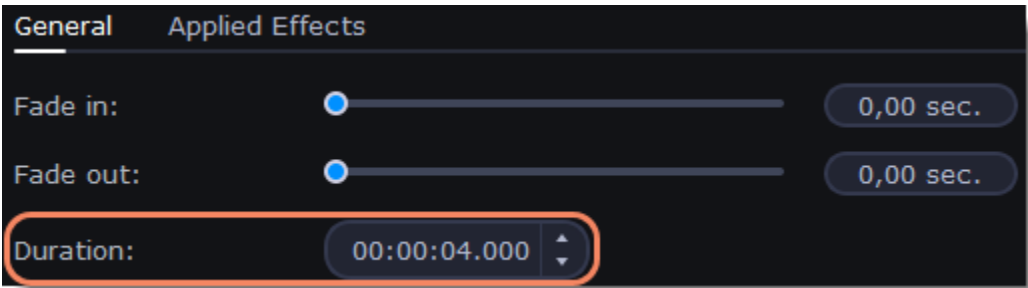 General Applied Effects
Fade in: 0,00 sec.
Fade out: 0,00 sec.
Duration: 00:00:04.000